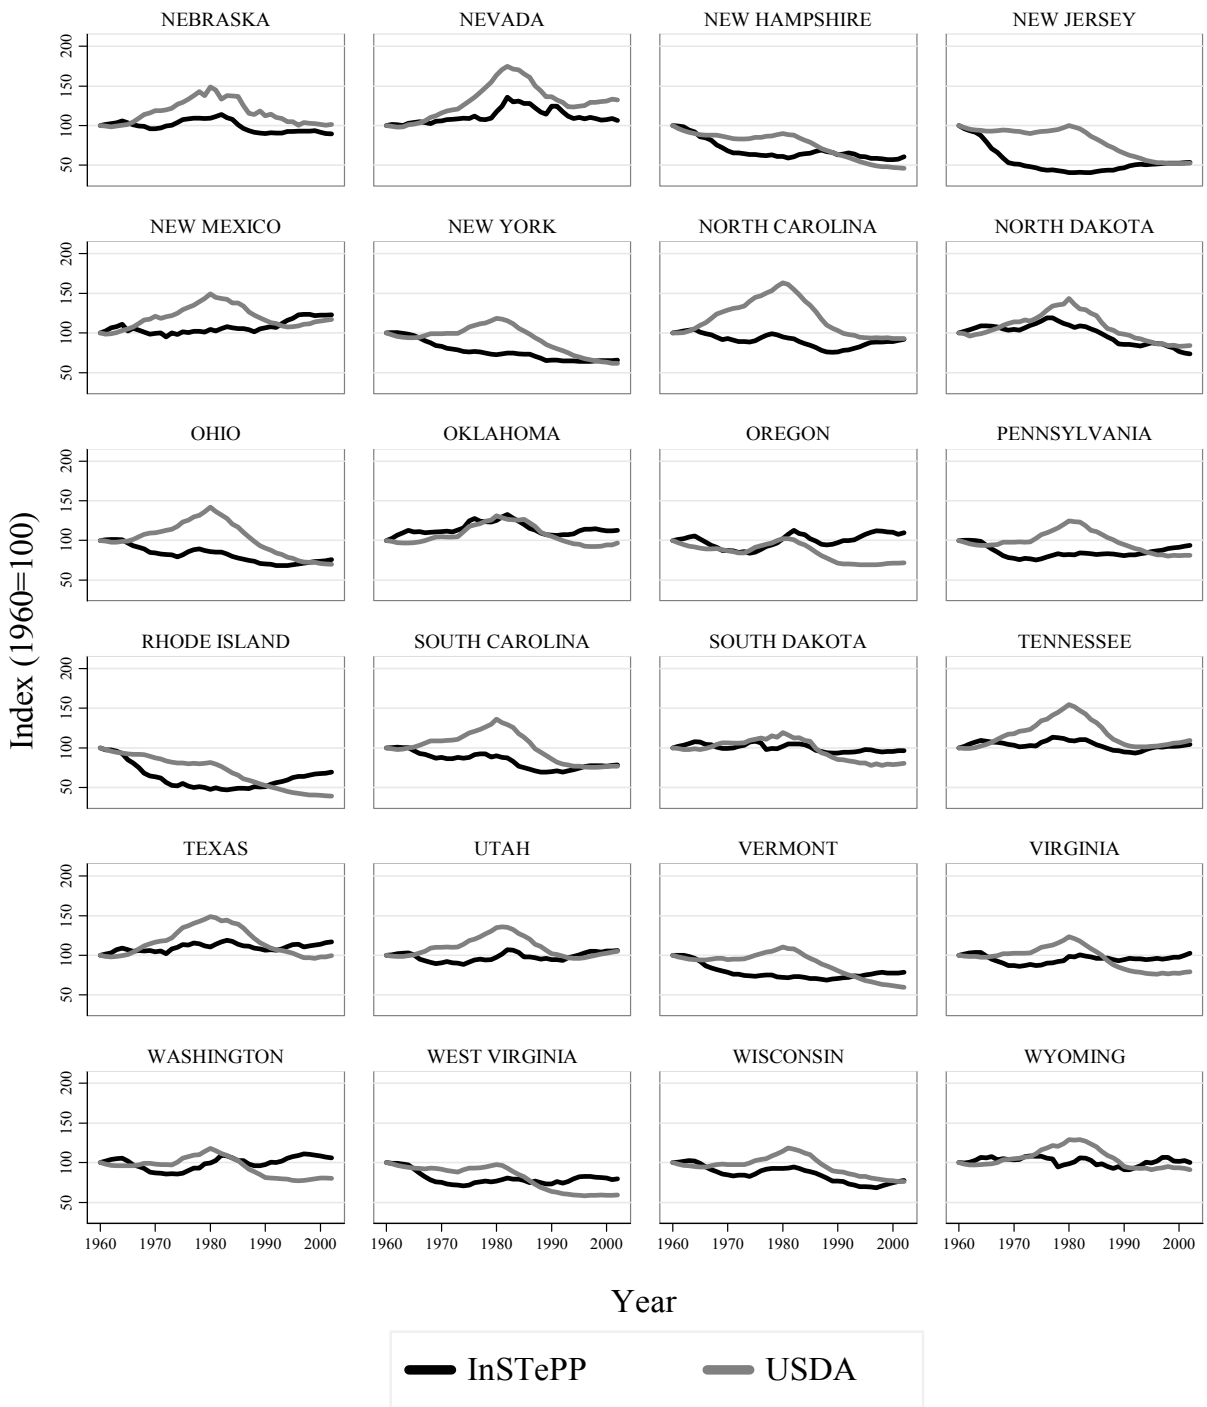 NEBRASKA NEVADA NEW HAMPSHIRE NEW JERSEY
200
150
100
50
NEW MEXICO NEW YORK NORTH CAROLINA NORTH DAKOTA
200
150
100
50
OHIO OKLAHOMA OREGON PENNSYLVANIA
200
150
100
50
Index (1960=100)
RHODE ISLAND SOUTH CAROLINA SOUTH DAKOTA TENNESSEE
200
150
100
50
TEXAS UTAH VERMONT VIRGINIA
200
150
100
50
WASHINGTON WEST VIRGINIA WISCONSIN WYOMING
200
150
100
50
1960 1970 1980 1990 2000 1960 1970 1980 1990 2000 1960 1970 1980 1990 2000 1960 1970 1980 1990 2000
Year
InSTePP USDA